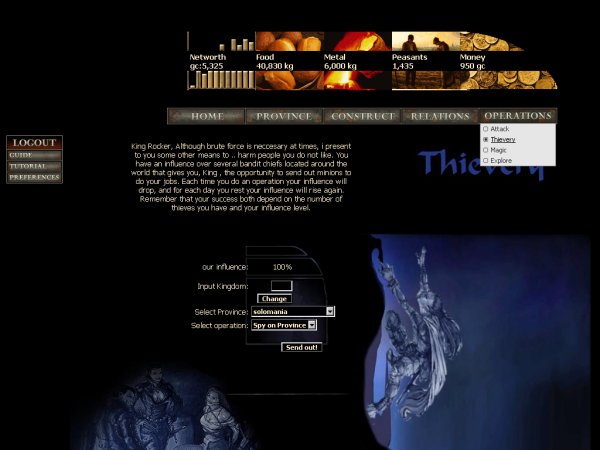 Networth
gc:5,325
Food
40,830 kg
Metal
6,000 kg
Peasants
1,435
Money
950 gc
HOME
PROVINCE
CONSTRUCT
RELATIONS
OPERATIONS
Attack
Thievery
Magic
Explore
LOGOUT
GUIDE
TUTORIAL
PREFERENCES
Thievery
King Rocker, Although brute force is neccesary at times, i present
to you some other means to .. harm people you do not like. You
have an influence over several bandit chiefs located around the
world that gives you, King , the opportunity to send out minions to
do your jobs. Each time you do an operation your influence will
drop, and for each day you rest your influence will rise again.
Remember that your success both depend on the number of
thieves you have and your influence level.
our influence: 100%
Input Kingdom:
Change
Select Province: solomania
Select operation: Spy on Province
Send out!